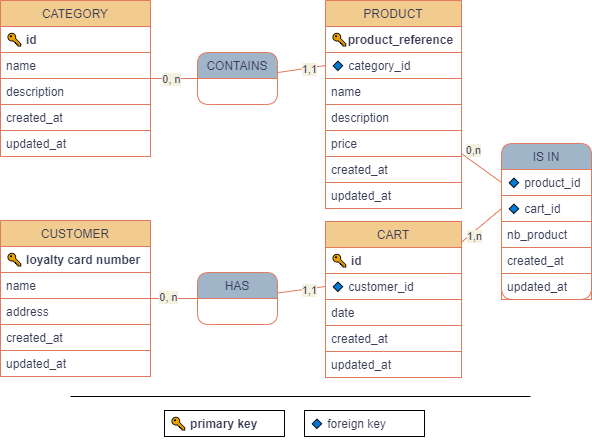 CATEGORY
id
name
description
created_at
updated_at
0, n
CONTAINS
1,1
PRODUCT
product_reference
category_id
name
description
price
created_at
updated_at
0,n
IS IN
product_id
cart_id
nb_product
created_at
updated_at
1,n
CUSTOMER
loyalty card number
name
address
created_at
updated_at
0, n
HAS
1,1
CART
id
customer_id
date
created_at
updated_at
primary key
foreign key